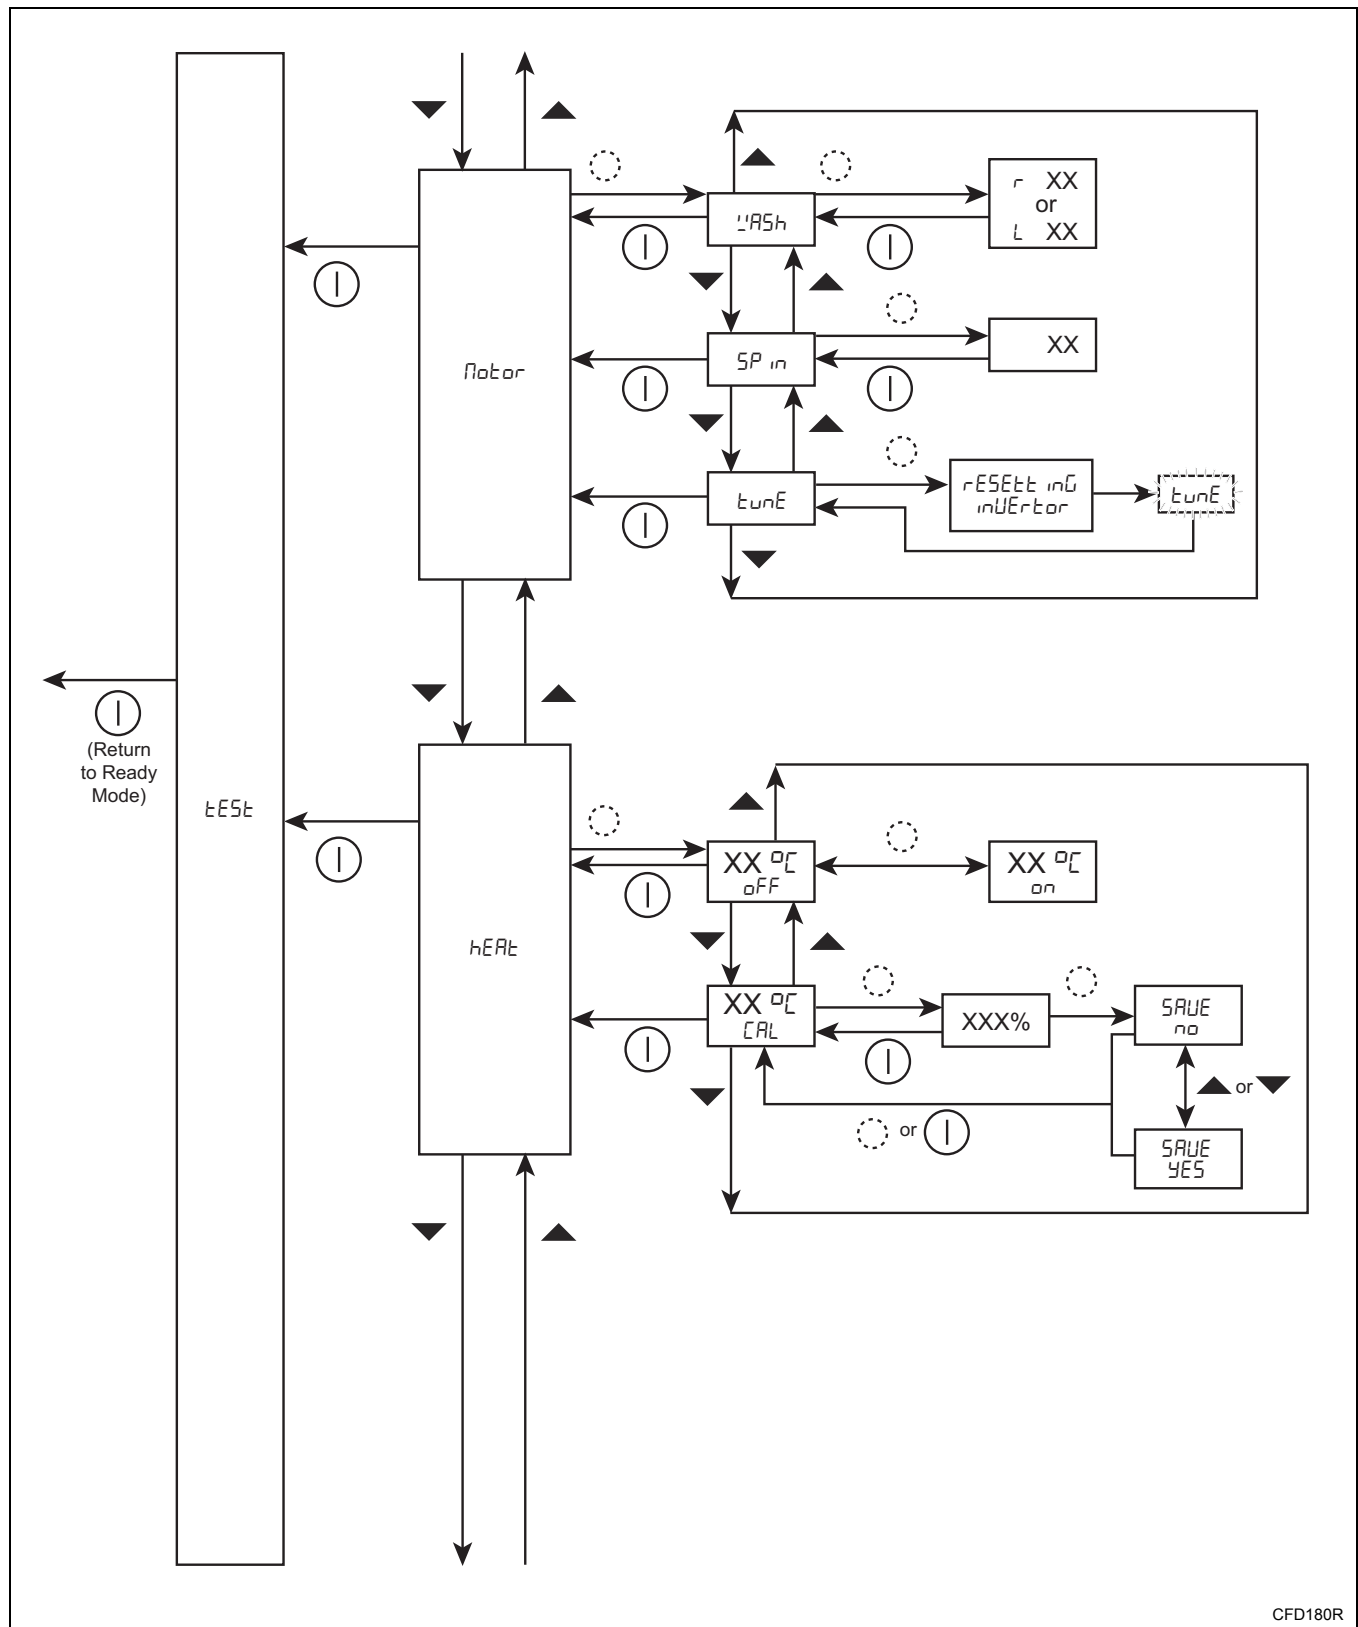 WASh
r XX
or
L XX
SPin
XX
Motor
tunE
rESEttinG
inVErtor
tunE
(Return
to Ready
Mode)
tESt
XX °C
oFF
XX °C
on
hEAt
XX °C
CAL
XXX%
SAVE
no
or
or
SAVE
YES
CFD180R